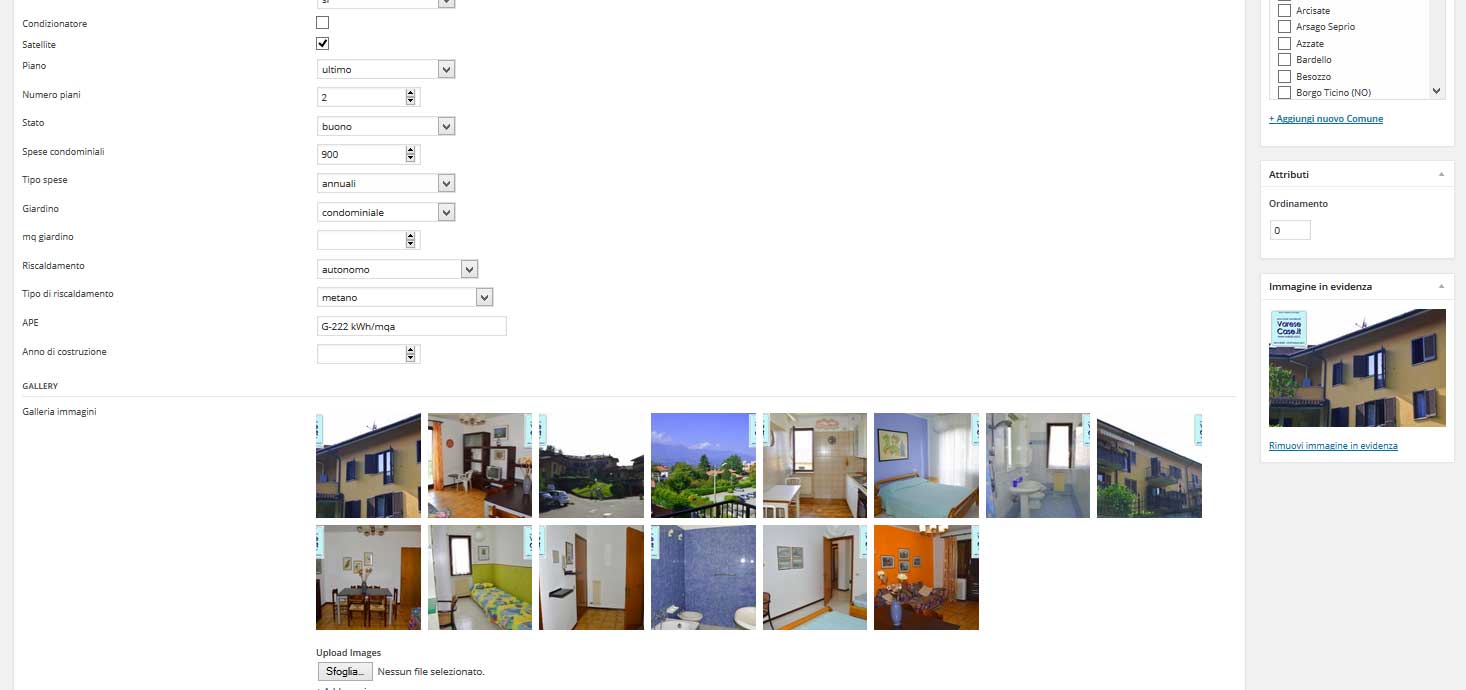 si
Condizionatore
Satellite
Piano
ultimo
Numero piani
2
Stato
buono
Spese condominiali
900
Tipo spese
annuali
Giardino
condominiale
mq giardino
Riscaldamento
autonomo
Tipo di riscaldamento
metano
APE
G-222 kWh/mqa
Anno di costruzione
GALLERY
Galleria immagini
Upload Images
Sfoglia...
Nessun file selezionato.
Arcisate
Arsago Seprio
Azzate
Bardello
Besozzo
Borgo Ticino (NO)
+ Aggiungi nuovo Comune
Attributi
Ordinamento
0
Immagine in evidenza
Varese
Case.it
Rimuovi immagine in evidenza